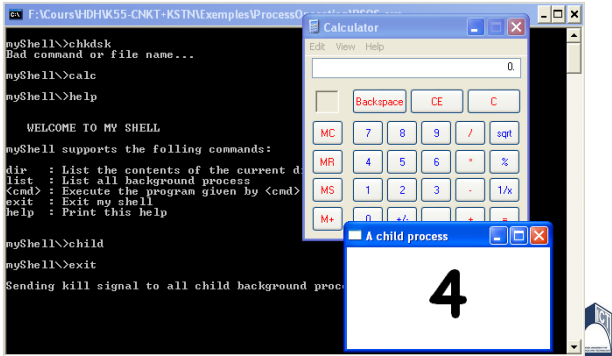 F:\Cours\HDH\K55-CNKT+KSTN\Exemples\ProcessOperation\
myShell\>chkdsk
Bad command or file name...
myShell\>calc
myShell\>help
WELCOME TO MY SHELL
myShell supports the folling commands:
dir : List the contents of the current d
list : List all background process
<cmd> : Execute the program given by <cmd>
exit : Exit my shell
help : Print this help
myShell\>child
myShell\>exit
Sending kill signal to all child background proc
Calculator
Edit View Help
0.
Backspace CE C
MC 7 8 9 / sqrt
MR 4 5 6 * %
MS 1 2 3 - 1/x
M+ 0 +/- . + =
A child process
4